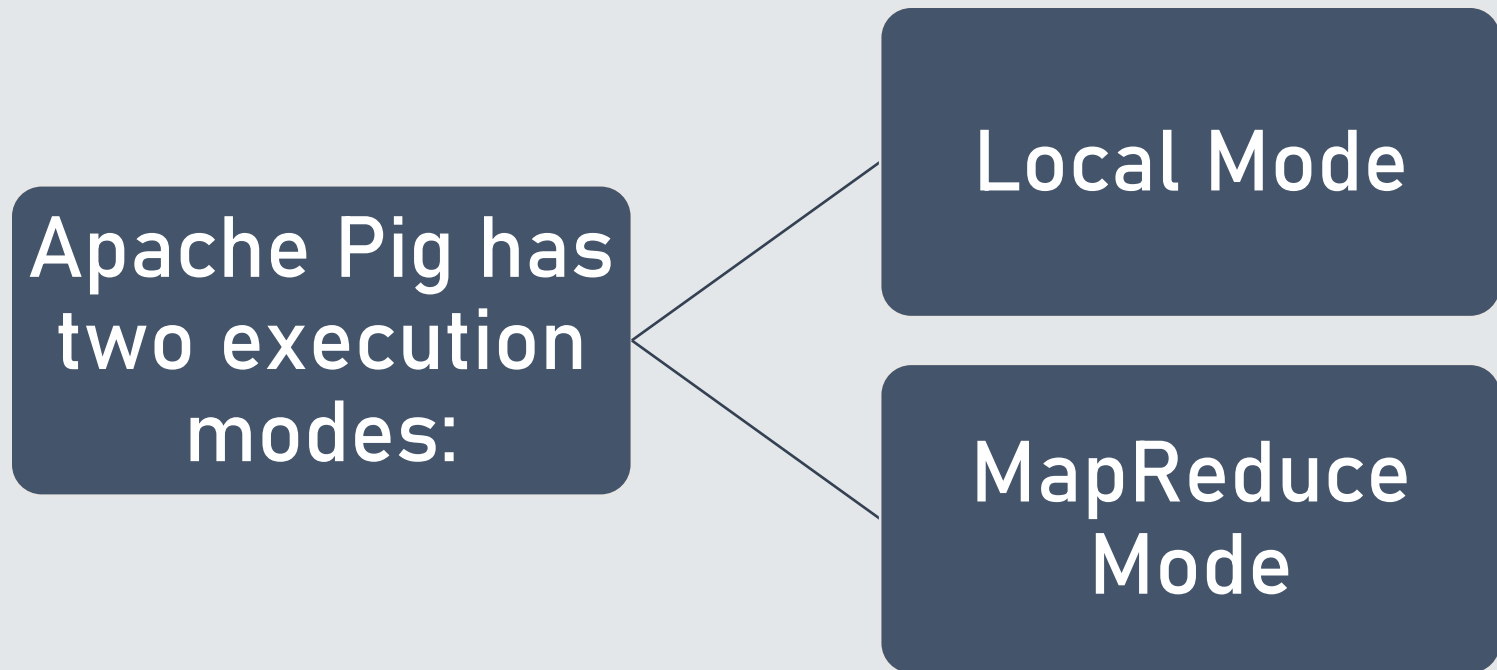 Apache Pig has
two execution
modes:
Local Mode
MapReduce
Mode